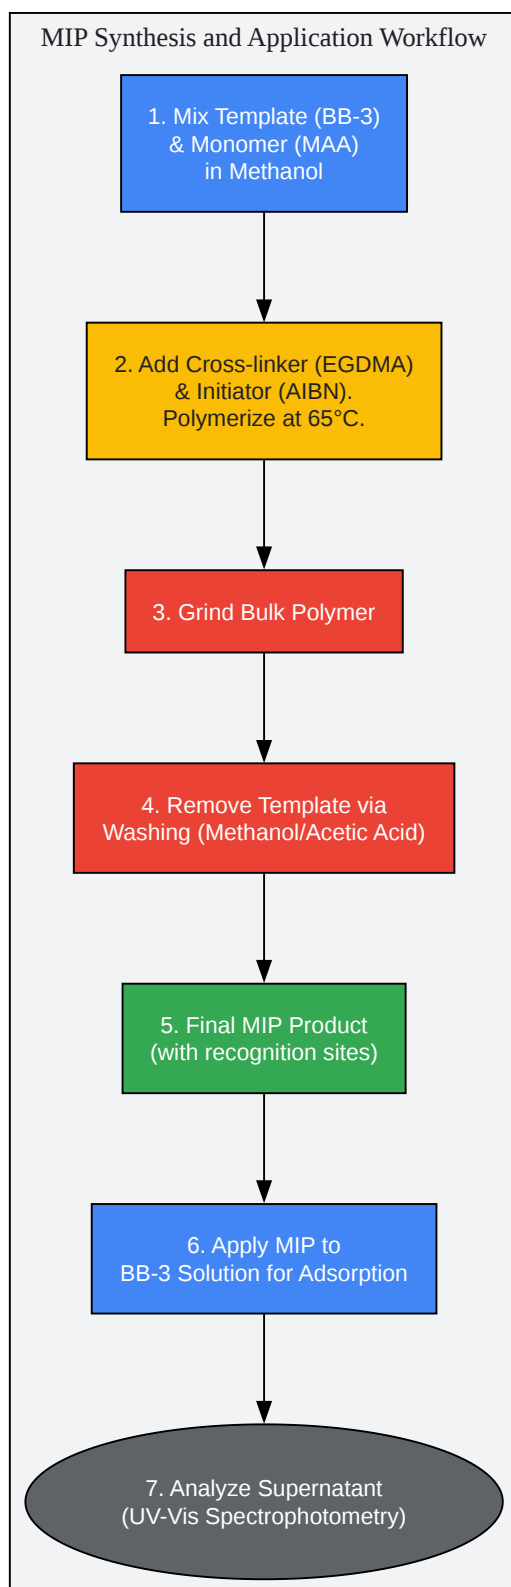 MIP Synthesis and Application Workflow
1. Mix Template (BB-3)
& Monomer (MAA)
in Methanol
2. Add Cross-linker (EGDMA)
& Initiator (AIBN).
Polymerize at 65°C.
3. Grind Bulk Polymer
4. Remove Template via
Washing (Methanol/Acetic Acid)
5. Final MIP Product
(with recognition sites)
6. Apply MIP to
BB-3 Solution for Adsorption
7. Analyze Supernatant
(UV-Vis Spectrophotometry)